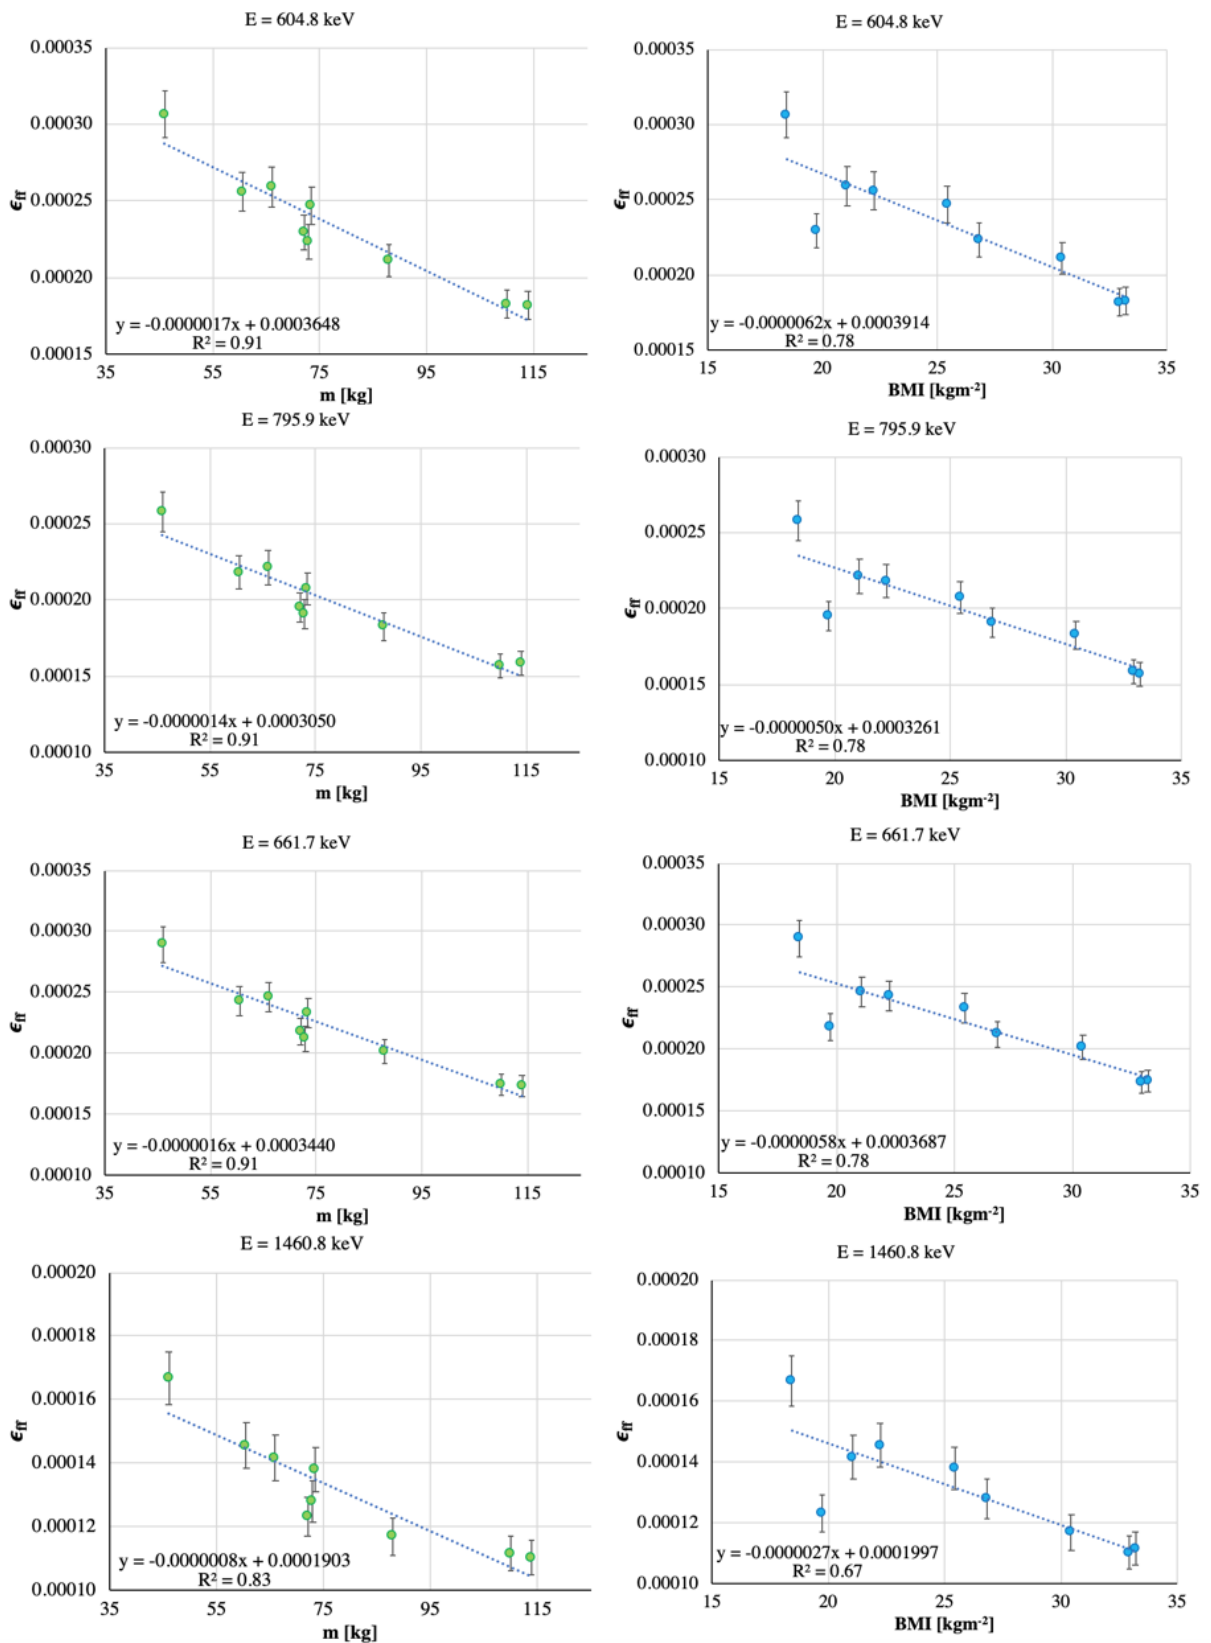 E = 604.8 keV
0.00035
0.00030
0.00025
0.00020
0.00015
ϵff
y = -0.0000017x + 0.0003648
R² = 0.91
35 55 75 95 115
m [kg]
E = 604.8 keV
0.00035
0.00030
0.00025
0.00020
0.00015
ϵff
y = -0.0000062x + 0.0003914
R² = 0.78
15 20 25 30 35
BMI [kgm⁻²]
E = 795.9 keV
0.00030
0.00025
0.00020
0.00015
0.00010
ϵff
y = -0.0000014x + 0.0003050
R² = 0.91
35 55 75 95 115
m [kg]
E = 795.9 keV
0.00030
0.00025
0.00020
0.00015
0.00010
ϵff
y = -0.0000050x + 0.0003261
R² = 0.78
15 20 25 30 35
BMI [kgm⁻²]
E = 661.7 keV
0.00035
0.00030
0.00025
0.00020
0.00015
0.00010
ϵff
y = -0.0000016x + 0.0003440
R² = 0.91
35 55 75 95 115
m [kg]
E = 661.7 keV
0.00035
0.00030
0.00025
0.00020
0.00015
0.00010
ϵff
y = -0.0000058x + 0.0003687
R² = 0.78
15 20 25 30 35
BMI [kgm⁻²]
E = 1460.8 keV
0.00020
0.00018
0.00016
0.00014
0.00012
0.00010
ϵff
y = -0.0000008x + 0.0001903
R² = 0.83
35 55 75 95 115
m [kg]
E = 1460.8 keV
0.00020
0.00018
0.00016
0.00014
0.00012
0.00010
ϵff
y = -0.0000027x + 0.0001997
R² = 0.67
15 20 25 30 35
BMI [kgm⁻²]